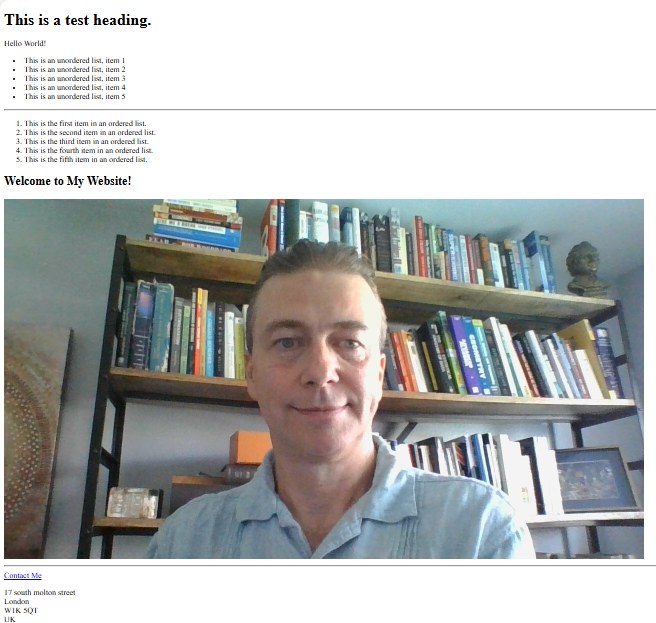 This is a test heading.
Hello World!
This is an unordered list, item 1
This is an unordered list, item 2
This is an unordered list, item 3
This is an unordered list, item 4
This is an unordered list, item 5
1. This is the first item in an ordered list.
2. This is the second item in an ordered list.
3. This is the third item in an ordered list.
4. This is the fourth item in an ordered list.
5. This is the fifth item in an ordered list.
Welcome to My Website!
Contact Me
17 south molton street
London
W1K 5QT
UK